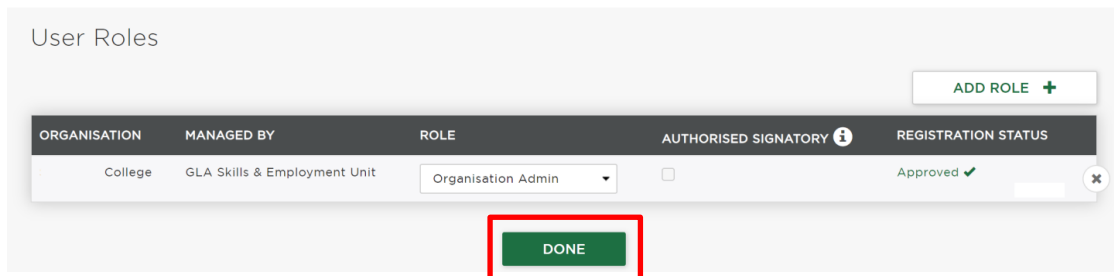 User Roles
ADD ROLE +
ORGANISATION MANAGED BY ROLE AUTHORISED SIGNATORY i REGISTRATION STATUS
College GLA Skills & Employment Unit Organisation Admin Approved ✔
DONE